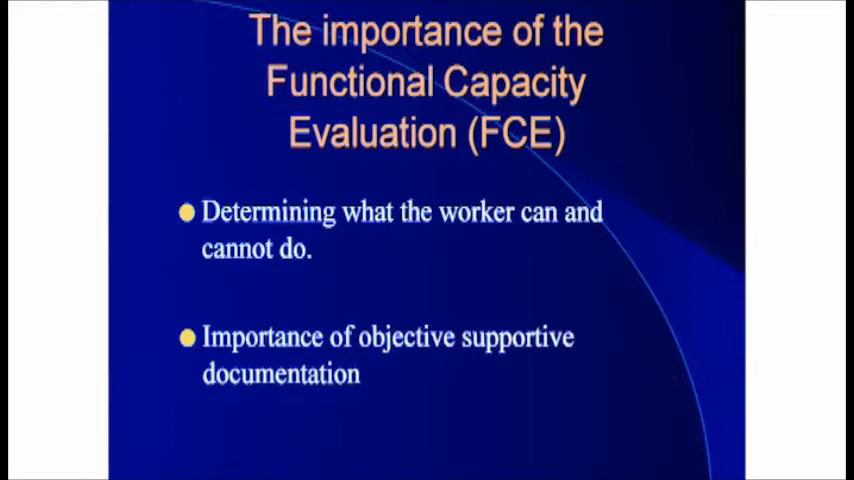 The importance of the
Functional Capacity
Evaluation (FCE)
Determining what the worker can and
cannot do.
Importance of objective supportive
documentation